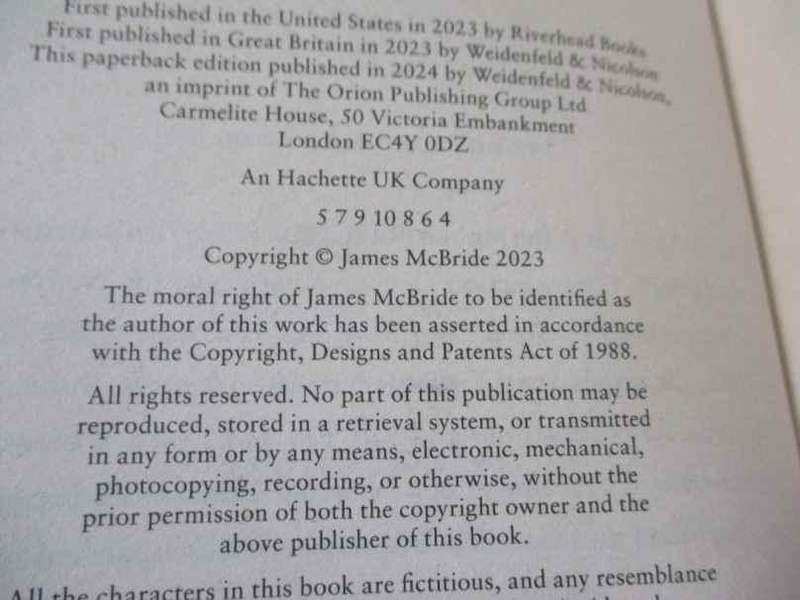 First published in the United States in 2023 by Riverhead Books
First published in Great Britain in 2023 by Weidenfeld & Nicolson
This paperback edition published in 2024 by Weidenfeld & Nicolson,
an imprint of The Orion Publishing Group Ltd
Carmelite House, 50 Victoria Embankment
London EC4Y 0DZ
An Hachette UK Company
5 7 9 10 8 6 4
Copyright © James McBride 2023
The moral right of James McBride to be identified as
the author of this work has been asserted in accordance
with the Copyright, Designs and Patents Act of 1988.
All rights reserved. No part of this publication may be
reproduced, stored in a retrieval system, or transmitted
in any form or by any means, electronic, mechanical,
photocopying, recording, or otherwise, without the
prior permission of both the copyright owner and the
above publisher of this book.
All the characters in this book are fictitious, and any resemblance